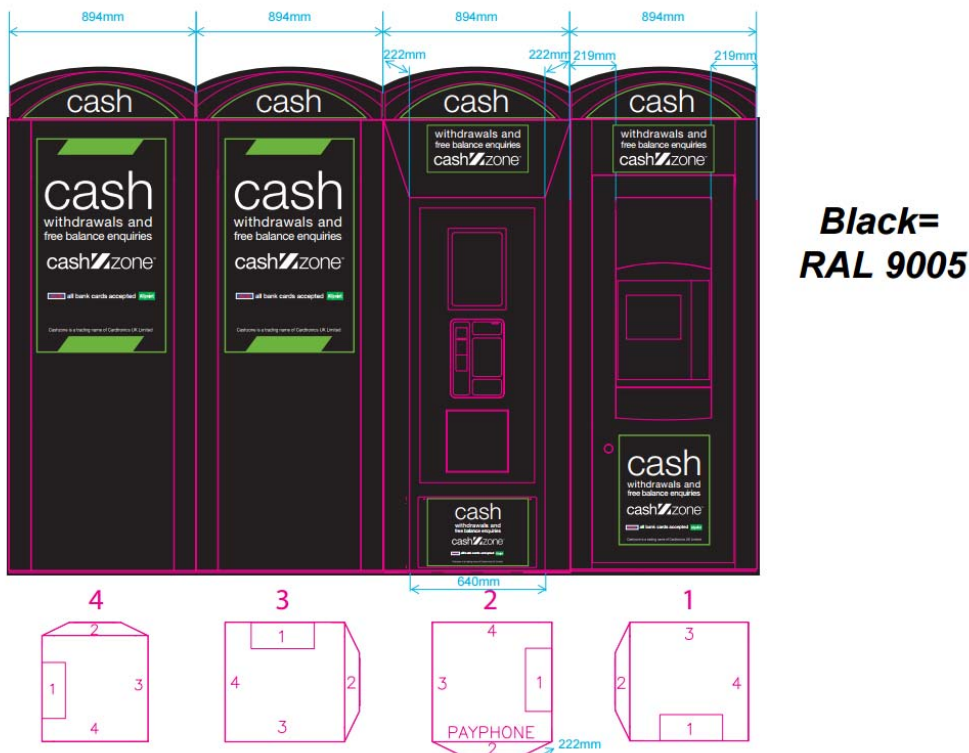 894mm
894mm
894mm
894mm
222mm
222mm
219mm
219mm
cash
cash
cash
cash
cash
withdrawals and
free balance enquiries
cashzone
all bank cards accepted
Cashzone is a trading name of Cardtronics UK Limited
cash
withdrawals and
free balance enquiries
cashzone
all bank cards accepted
Cashzone is a trading name of Cardtronics UK Limited
withdrawals and
free balance enquiries
cashzone
cash
withdrawals and
free balance enquiries
cashzone
all bank cards accepted
withdrawals and
free balance enquiries
cashzone
cash
withdrawals and
free balance enquiries
cashzone
all bank cards accepted
Cashzone is a trading name of Cardtronics UK Limited
Black=
RAL 9005
640mm
4
3
2
1
2
1
3
4
1
4
2
3
4
3
1
PAYPHONE
2
222mm
3
2
4
1